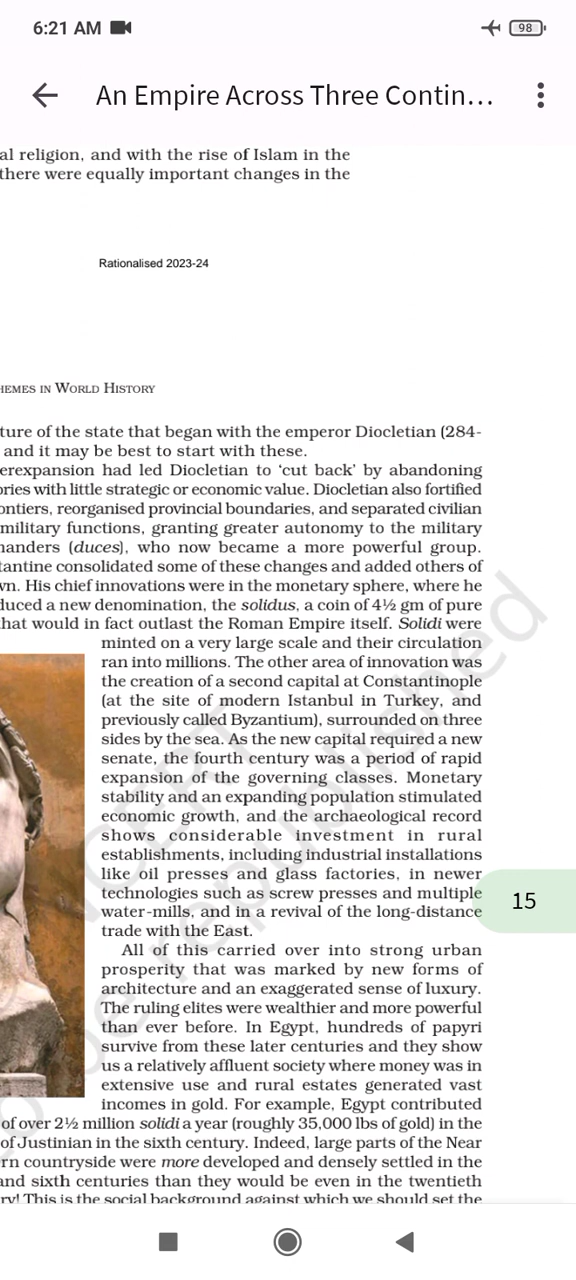 6:21 AM
98
An Empire Across Three Contin...
al religion, and with the rise of Islam in the
there were equally important changes in the
Rationalised 2023-24
HEMES IN WORLD HISTORY
ture of the state that began with the emperor Diocletian (284-
and it may be best to start with these.
erexpansion had led Diocletian to ‘cut back’ by abandoning
ories with little strategic or economic value. Diocletian also fortified
ontiers, reorganised provincial boundaries, and separated civilian
military functions, granting greater autonomy to the military
manders (duces), who now became a more powerful group.
tantine consolidated some of these changes and added others of
wn. His chief innovations were in the monetary sphere, where he
duced a new denomination, the solidus, a coin of 4½ gm of pure
that would in fact outlast the Roman Empire itself. Solidi were
minted on a very large scale and their circulation
ran into millions. The other area of innovation was
the creation of a second capital at Constantinople
(at the site of modern Istanbul in Turkey, and
previously called Byzantium), surrounded on three
sides by the sea. As the new capital required a new
senate, the fourth century was a period of rapid
expansion of the governing classes. Monetary
stability and an expanding population stimulated
economic growth, and the archaeological record
shows considerable investment in rural
establishments, including industrial installations
like oil presses and glass factories, in newer
technologies such as screw presses and multiple
water-mills, and in a revival of the long-distance
trade with the East.
15
All of this carried over into strong urban
prosperity that was marked by new forms of
architecture and an exaggerated sense of luxury.
The ruling elites were wealthier and more powerful
than ever before. In Egypt, hundreds of papyri
survive from these later centuries and they show
us a relatively affluent society where money was in
extensive use and rural estates generated vast
incomes in gold. For example, Egypt contributed
of over 2½ million solidi a year (roughly 35,000 lbs of gold) in the
of Justinian in the sixth century. Indeed, large parts of the Near
rn countryside were more developed and densely settled in the
and sixth centuries than they would be even in the twentieth
ry! This is the social background against which we should set the